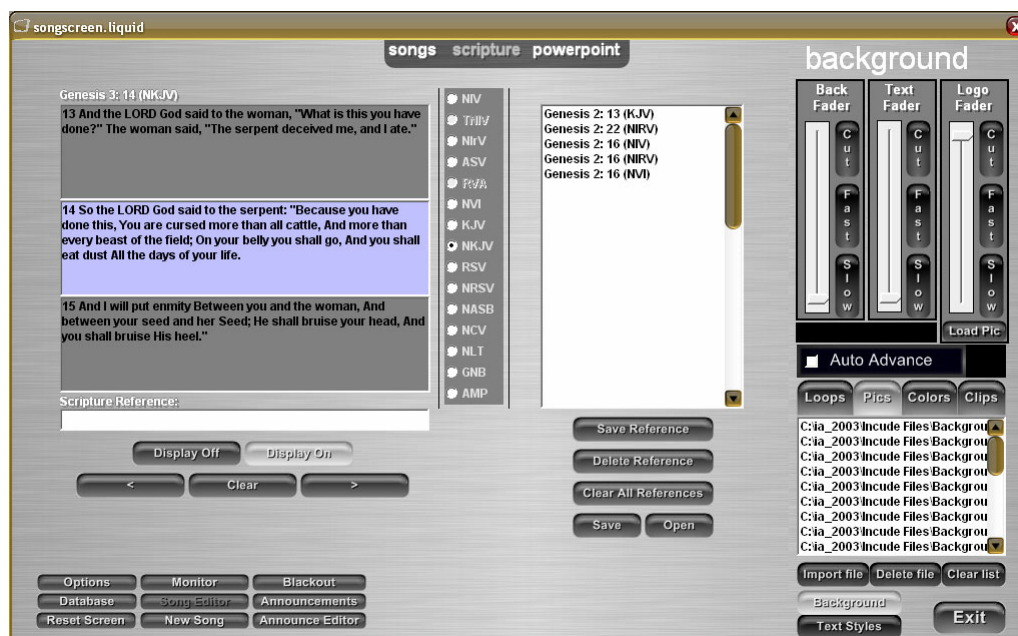 songscreen.liquid
songs scripture powerpoint
background
Genesis 3: 14 (NKJV)
13 And the LORD God said to the woman, "What is this you have
done?" The woman said, "The serpent deceived me, and I ate."
14 So the LORD God said to the serpent: "Because you have
done this, You are cursed more than all cattle, And more than
every beast of the field; On your belly you shall go, And you shall
eat dust All the days of your life.
15 And I will put enmity Between you and the woman, And
between your seed and her Seed; He shall bruise your head, And
you shall bruise His heel."
Scripture Reference:
Display Off Display On
< Clear >
NIV
TNIV
NIrV
ASV
RVA
NVI
KJV
NKJV
RSV
NRSV
NASB
NCV
NLT
GNB
AMP
Genesis 2: 13 (KJV)
Genesis 2: 22 (NIRV)
Genesis 2: 16 (NIV)
Genesis 2: 16 (NIRV)
Genesis 2: 16 (NVI)
Save Reference
Delete Reference
Clear All References
Save Open
Back Fader
Cut
Fast
Slow
Text Fader
Cut
Fast
Slow
Logo Fader
Cut
Fast
Slow
Load Pic
Auto Advance
Loops Pics Colors Clips
C:\ia_2003\Incude Files\Backgrou
C:\ia_2003\Incude Files\Backgrou
C:\ia_2003\Incude Files\Backgrou
C:\ia_2003\Incude Files\Backgrou
C:\ia_2003\Incude Files\Backgrou
C:\ia_2003\Incude Files\Backgrou
C:\ia_2003\Incude Files\Backgrou
C:\ia_2003\Incude Files\Backgrou
C:\ia_2003\Incude Files\Backgrou
Import file Delete file Clear list
Background
Text Styles
Exit
Options Monitor Blackout
Database Song Editor Announcements
Reset Screen New Song Announce Editor